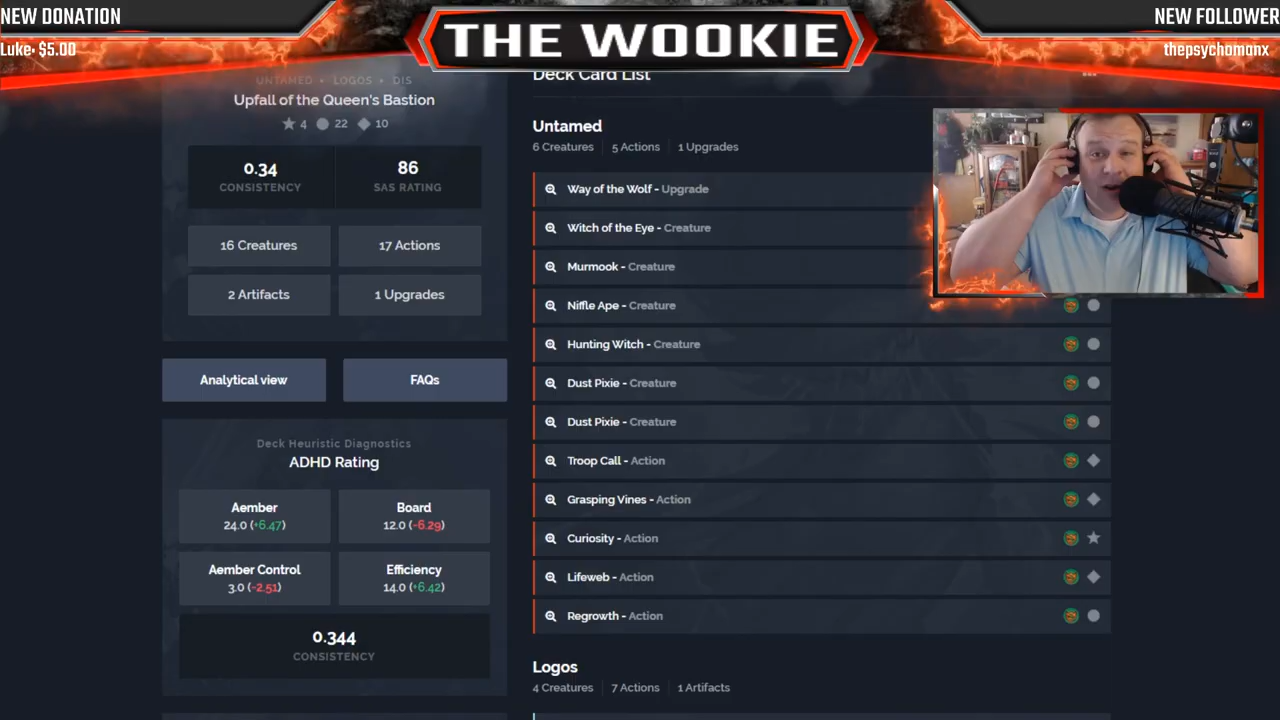 NEW DONATION
Luke• $5.00
THE WOOKIE
NEW FOLLOWER
thepsychomanx
UNTAMED • LOGOS • DIS
Upfall of the Queen's Bastion
4 22 10
0.34
CONSISTENCY
86
SAS RATING
16 Creatures
17 Actions
2 Artifacts
1 Upgrades
Analytical view
FAQs
Deck Heuristic Diagnostics
ADHD Rating
Aember
24.0 (+6.47)
Board
12.0 (-6.29)
Aember Control
3.0 (-2.51)
Efficiency
14.0 (+6.42)
0.344
CONSISTENCY
Deck Card List
Untamed
6 Creatures 5 Actions 1 Upgrades
Way of the Wolf - Upgrade
Witch of the Eye - Creature
Murmook - Creature
Niffle Ape - Creature
Hunting Witch - Creature
Dust Pixie - Creature
Dust Pixie - Creature
Troop Call - Action
Grasping Vines - Action
Curiosity - Action
Lifeweb - Action
Regrowth - Action
Logos
4 Creatures 7 Actions 1 Artifacts